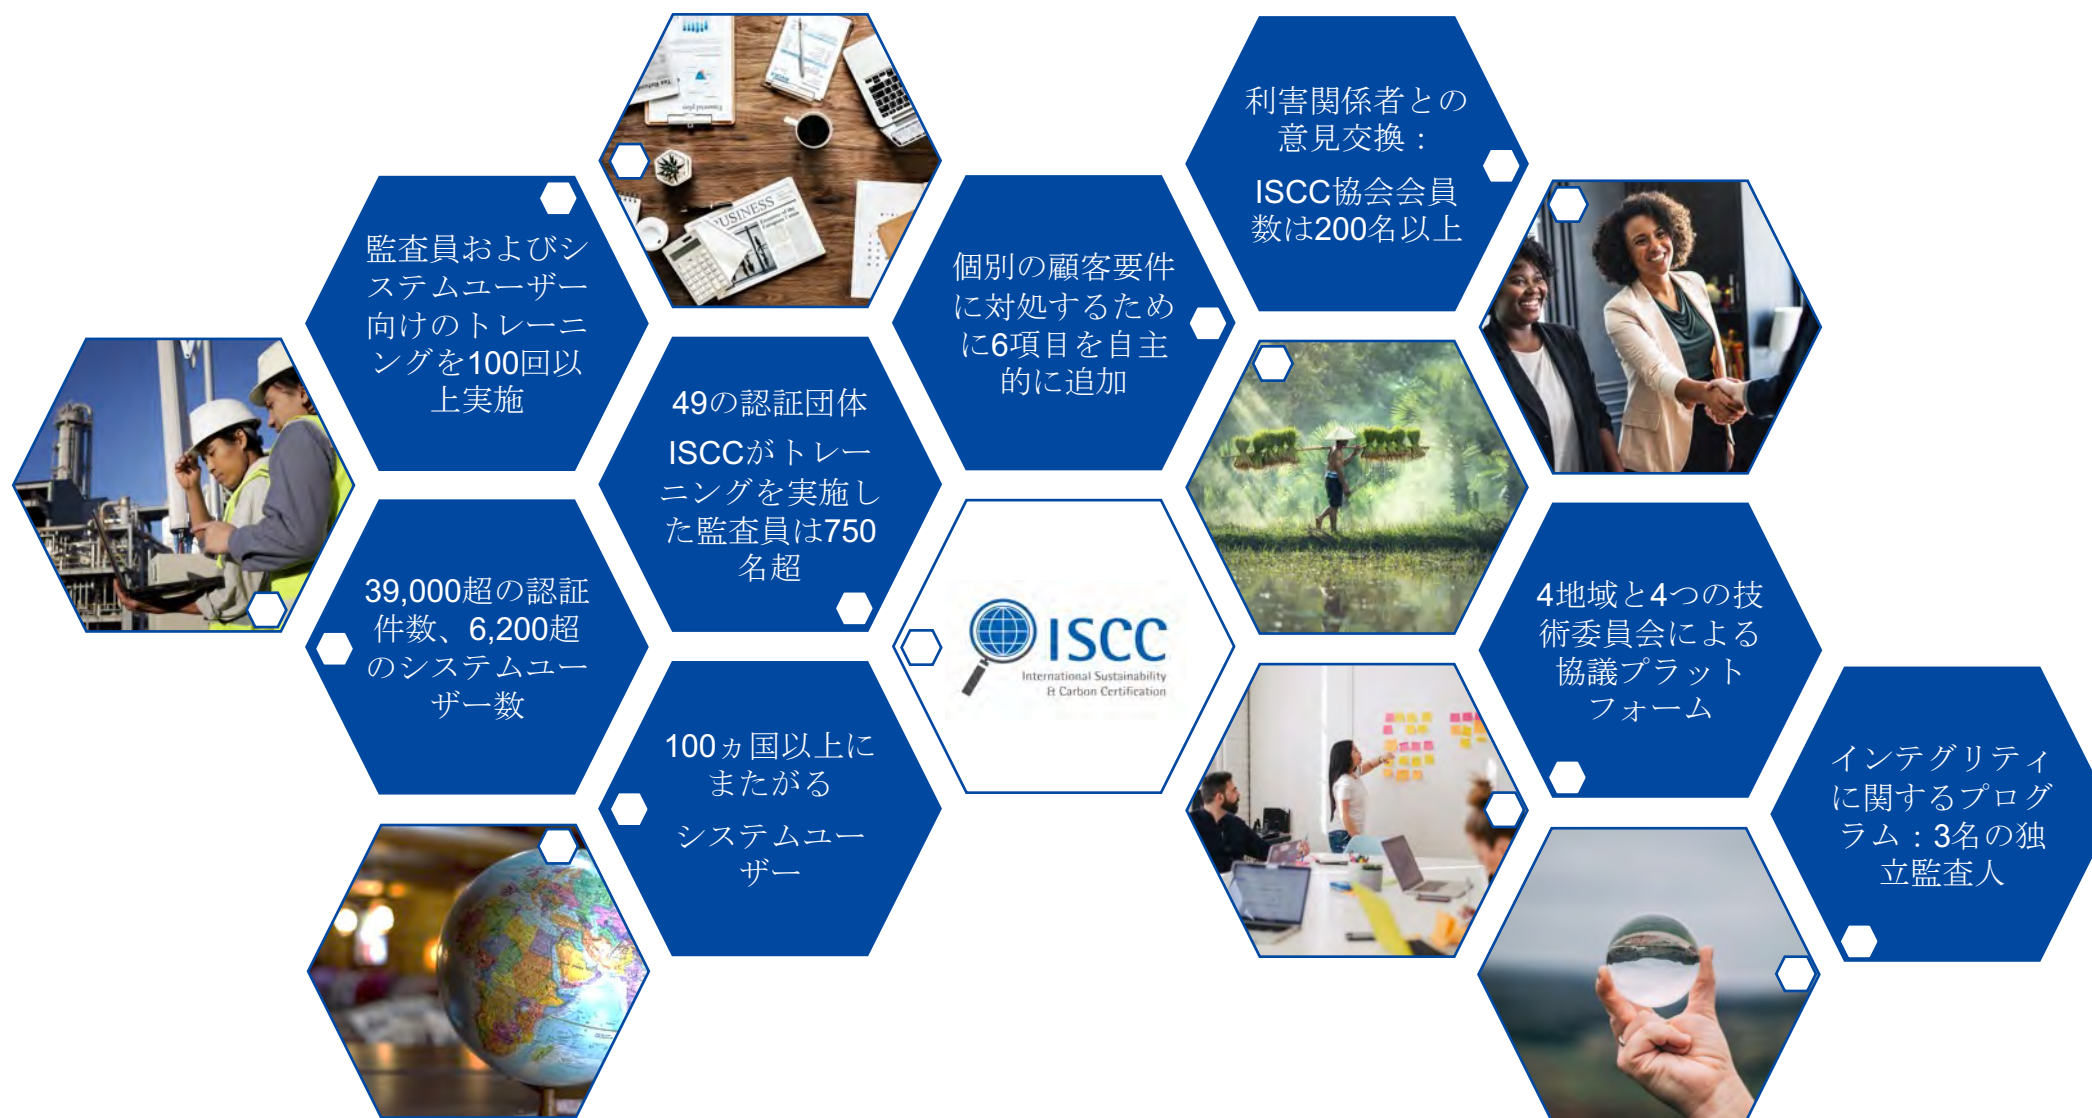 監査員およびシ
ステムユーザー
向けのトレーニ
ングを100回以
上実施
39,000超の認証
件数、6,200超
のシステムユー
ザー数
49の認証団体
ISCCがトレー
ニングを実施し
た監査員は750
名超
100ヵ国以上に
またがる
システムユー
ザー
BUSINESS
個別の顧客要件
に対処するため
に6項目を自主
的に追加
ISCC
International Sustainability
& Carbon Certification
利害関係者との
意見交換：
ISCC協会会員
数は200名以上
4地域と4つの技
術委員会による
協議プラット
フォーム
インテグリティ
に関するプログ
ラム：3名の独
立監査人